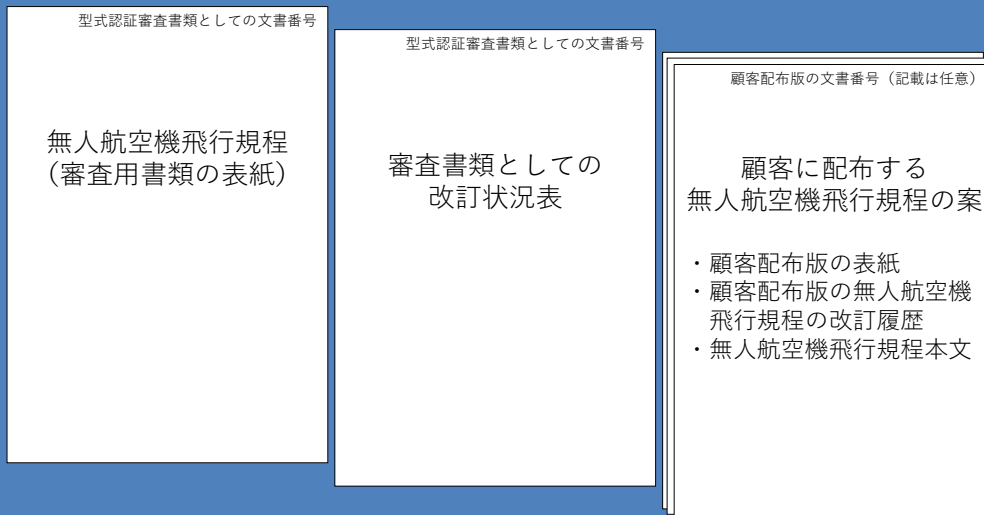 型式認証審査書類としての文書番号
無人航空機飛行規程
（審査用書類の表紙）
型式認証審査書類としての文書番号
審査書類としての
改訂状況表
顧客配布版の文書番号（記載は任意）
顧客に配布する
無人航空機飛行規程の案
・顧客配布版の表紙
・顧客配布版の無人航空機
飛行規程の改訂履歴
・無人航空機飛行規程本文